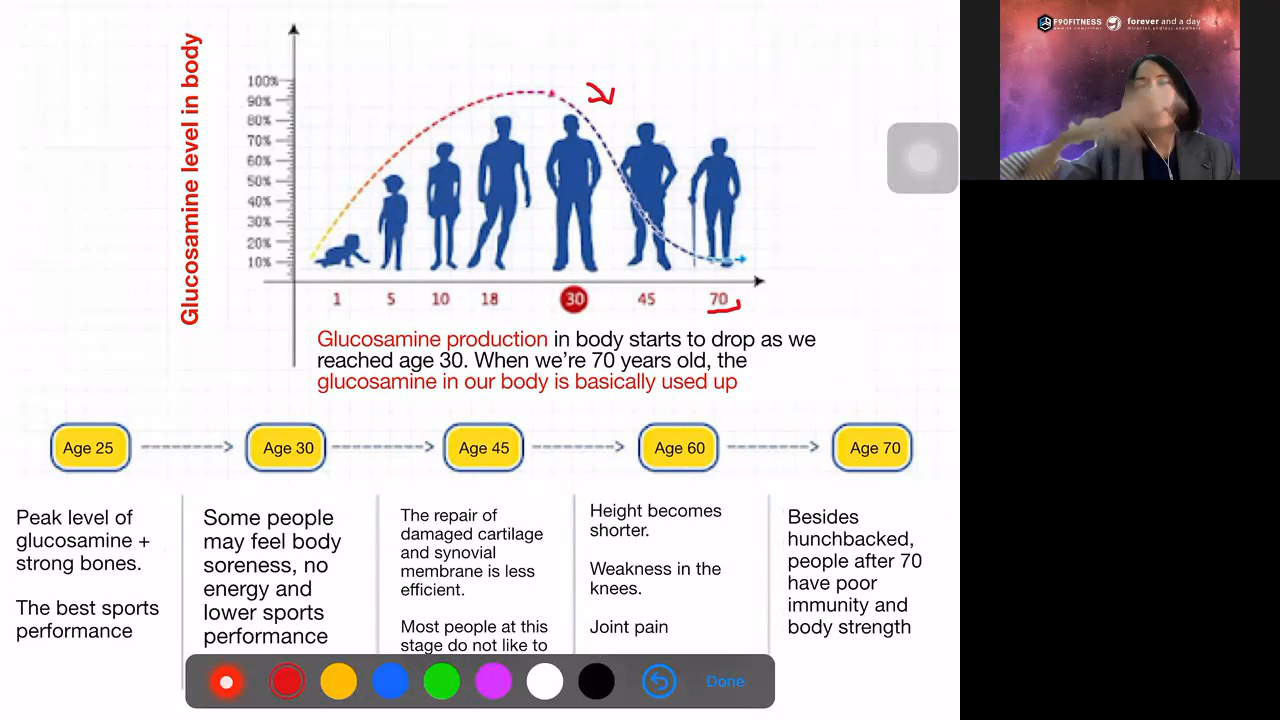 F90FITNESS
forever and a day
Glucosamine level in body
100%
90%
80%
70%
60%
50%
40%
30%
20%
10%
1 5 10 18 30 45 70
Glucosamine production in body starts to drop as we
reached age 30. When we're 70 years old, the
glucosamine in our body is basically used up
Age 25
Age 30
Age 45
Age 60
Age 70
Peak level of
glucosamine +
strong bones.
The best sports
performance
Some people
may feel body
soreness, no
energy and
lower sports
performance
The repair of
damaged cartilage
and synovial
membrane is less
efficient.
Most people at this
stage do not like to
Height becomes
shorter.
Weakness in the
knees.
Joint pain
Besides
hunchbacked,
people after 70
have poor
immunity and
body strength
Done